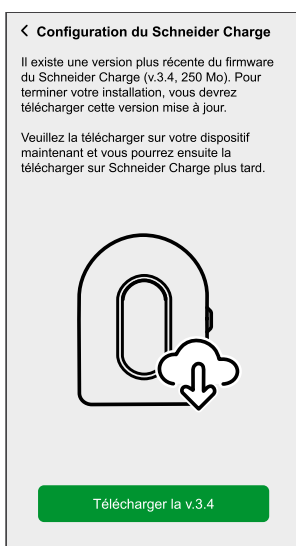 Configuration du Schneider Charge
Il existe une version plus récente du firmware
du Schneider Charge (v.3.4, 250 Mo). Pour
terminer votre installation, vous devrez
télécharger cette version mise à jour.
Veuillez la télécharger sur votre dispositif
maintenant et vous pourrez ensuite la
télécharger sur Schneider Charge plus tard.
Télécharger la v.3.4